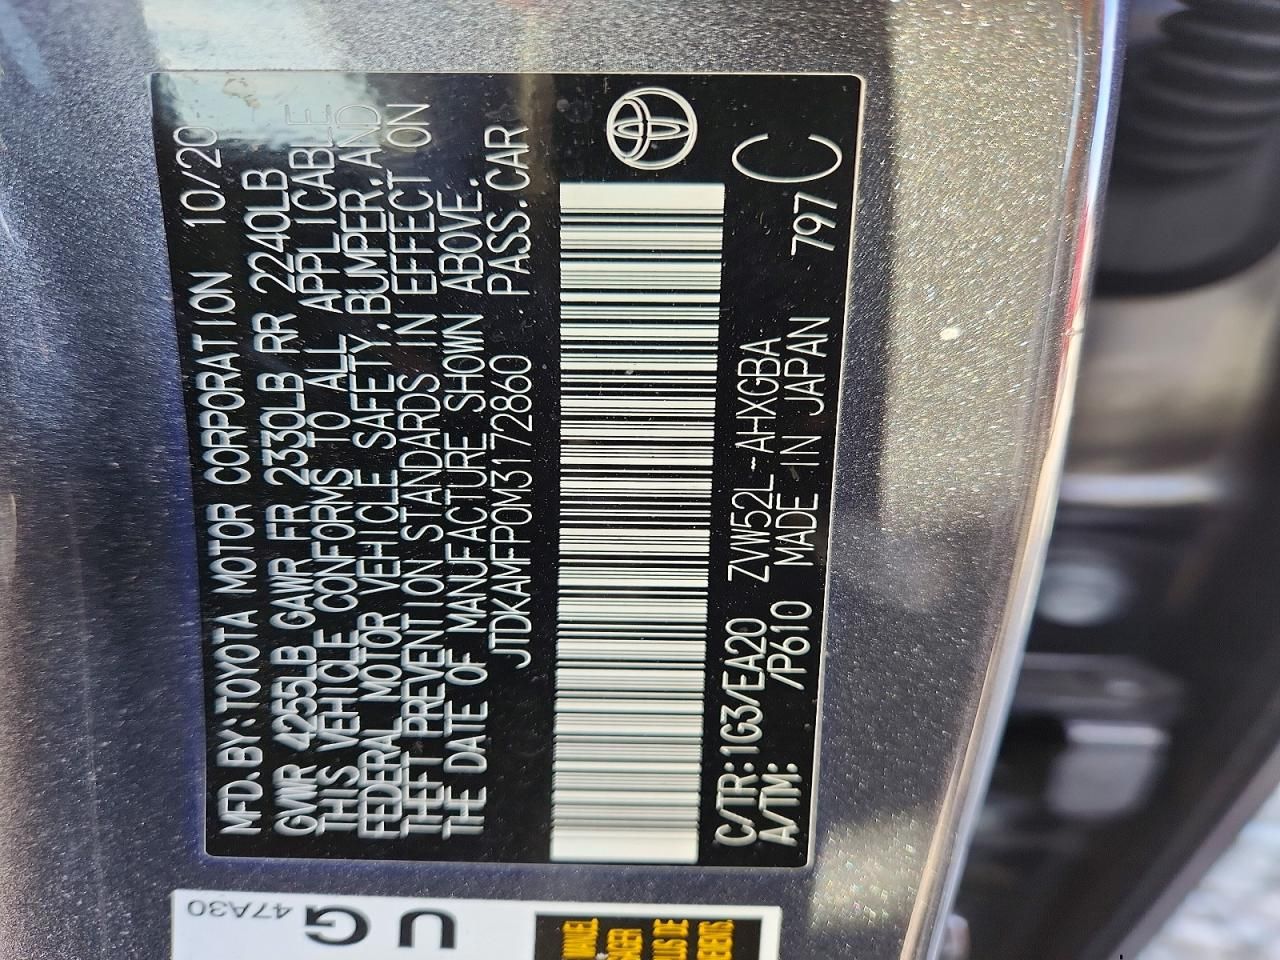 MFD.BY:TOYOTA MOTOR CORPORATION 10/20
GVWR 4255LB GAWR FR 2330LB RR 2240LB
THIS VEHICLE CONFORMS TO ALL APPLICABLE
FEDERAL MOTOR VEHICLE SAFETY,BUMPER,AND
THEFT PREVENTION STANDARDS IN EFFECT ON
THE DATE OF MANUFACTURE SHOWN ABOVE.
JTDKAMFP0M3172860 PASS.CAR
C/TR:1G3/EA20 ZVW52L-AHXGBA
A/TM: /P610 MADE IN JAPAN 797 C
UG
47A30